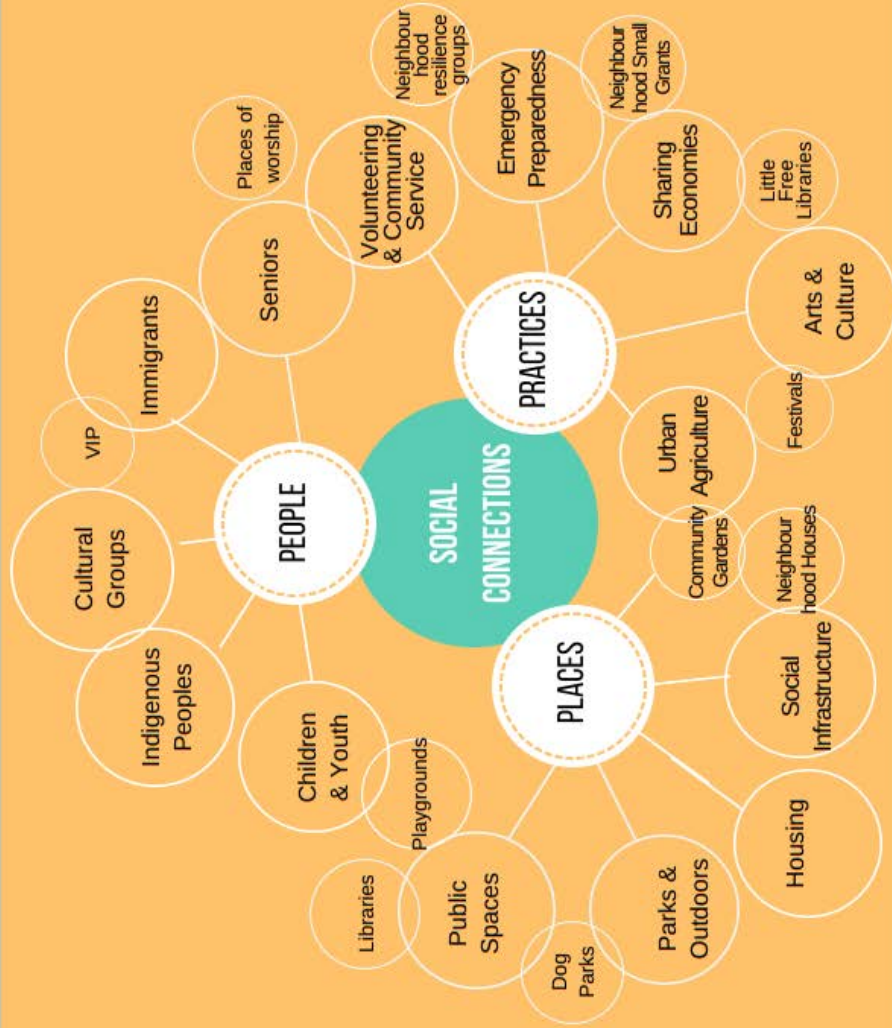 SOCIAL
CONNECTIONS
PEOPLE
Children
& Youth
Indigenous
Peoples
Cultural
Groups
VIP
Immigrants
Seniors
Places of
worship
PRACTICES
Volunteering
& Community
Service
Neighbour
hood
resilience
groups
Emergency
Preparedness
Neighbour
hood Small
Grants
Sharing
Economies
Little
Free
Libraries
Arts &
Culture
Festivals
Urban
Agriculture
Community
Gardens
PLACES
Neighbour
hood Houses
Social
Infrastructure
Housing
Parks &
Outdoors
Dog
Parks
Public
Spaces
Libraries
Playgrounds